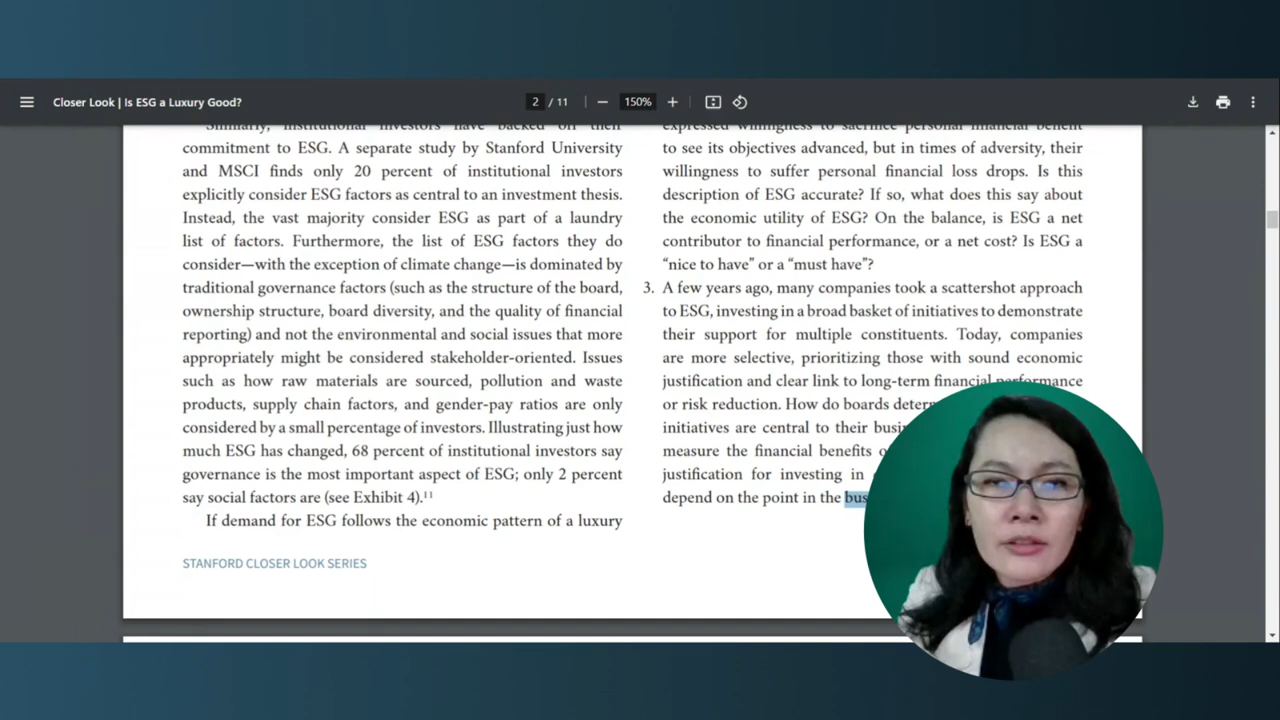 Closer Look | Is ESG a Luxury Good?
2 / 11
150%
Similarly, institutional investors have backed off their
commitment to ESG. A separate study by Stanford University
and MSCI finds only 20 percent of institutional investors
explicitly consider ESG factors as central to an investment thesis.
Instead, the vast majority consider ESG as part of a laundry
list of factors. Furthermore, the list of ESG factors they do
consider—with the exception of climate change—is dominated by
traditional governance factors (such as the structure of the board,
ownership structure, board diversity, and the quality of financial
reporting) and not the environmental and social issues that more
appropriately might be considered stakeholder-oriented. Issues
such as how raw materials are sourced, pollution and waste
products, supply chain factors, and gender-pay ratios are only
considered by a small percentage of investors. Illustrating just how
much ESG has changed, 68 percent of institutional investors say
governance is the most important aspect of ESG; only 2 percent
say social factors are (see Exhibit 4).¹¹
If demand for ESG follows the economic pattern of a luxury
STANFORD CLOSER LOOK SERIES
expressed willingness to sacrifice personal financial benefit
to see its objectives advanced, but in times of adversity, their
willingness to suffer personal financial loss drops. Is this
description of ESG accurate? If so, what does this say about
the economic utility of ESG? On the balance, is ESG a net
contributor to financial performance, or a net cost? Is ESG a
“nice to have” or a “must have”?
3. A few years ago, many companies took a scattershot approach
to ESG, investing in a broad basket of initiatives to demonstrate
their support for multiple constituents. Today, companies
are more selective, prioritizing those with sound economic
justification and clear link to long-term financial performance
or risk reduction. How do boards
initiatives are central to their
measure the financial benefits
justification for investing in
depend on the point in the